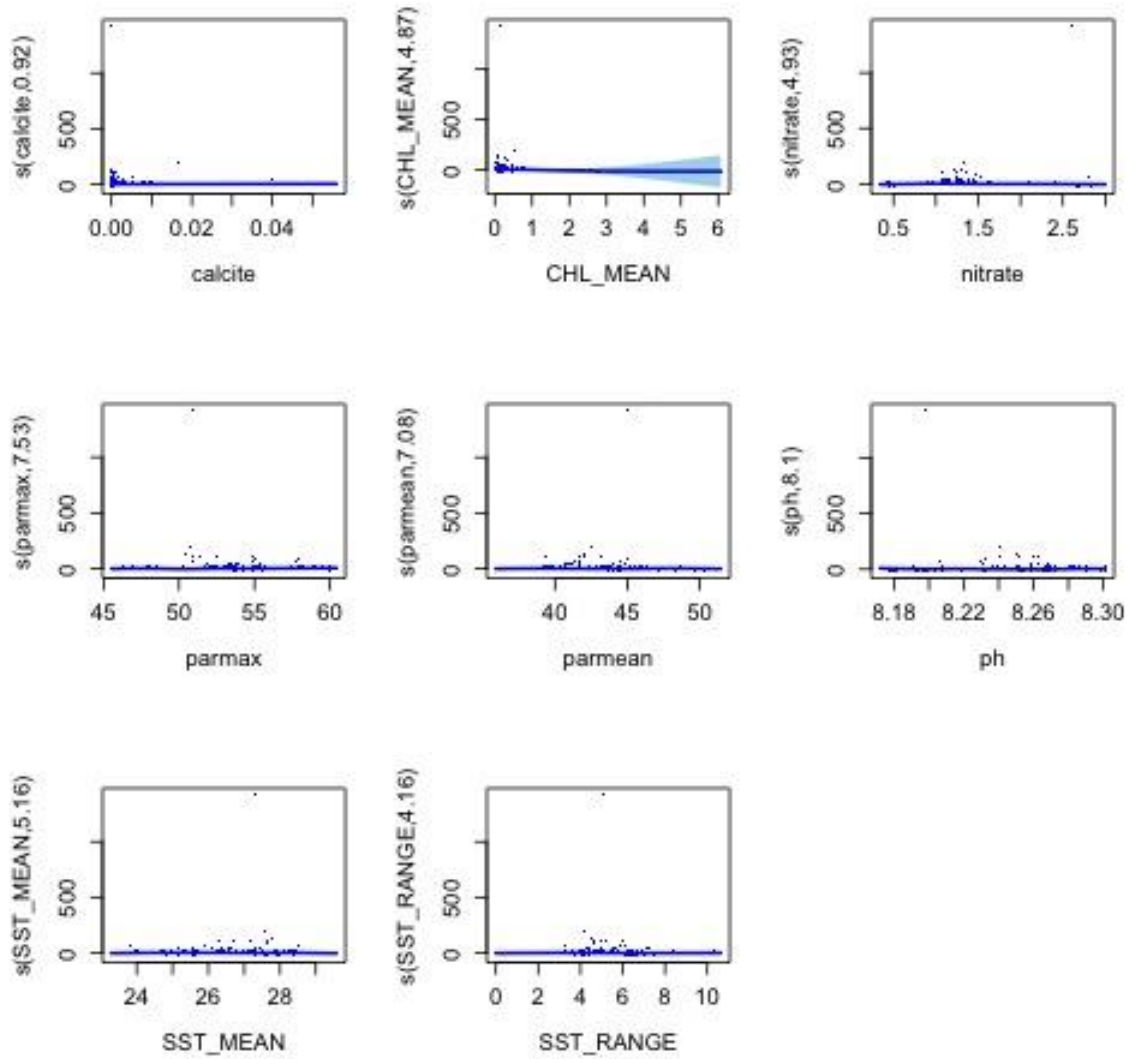 s(calcite,0.92)
500
0
0.00 0.02 0.04
calcite
s(CHL_MEAN,4.87)
500
0
0 1 2 3 4 5 6
CHL_MEAN
s(nitrate,4.93)
500
0
0.5 1.5 2.5
nitrate
s(parmax,7.53)
500
0
45 50 55 60
parmax
s(parmean,7.08)
500
0
40 45 50
parmean
s(ph,8.1)
500
0
8.18 8.22 8.26 8.30
ph
s(SST_MEAN,5.16)
500
0
24 26 28
SST_MEAN
s(SST_RANGE,4.16)
500
0
0 2 4 6 8 10
SST_RANGE